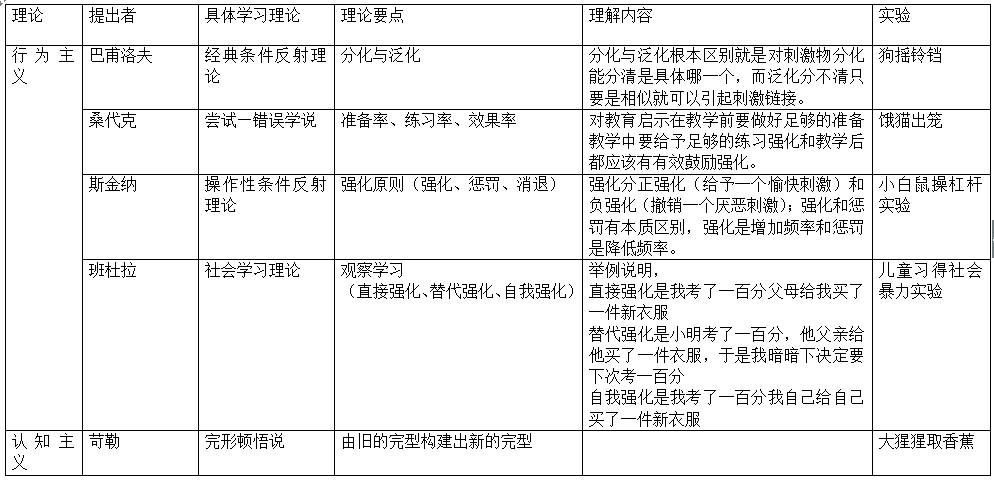 理论 提出者 具体学习理论 理论要点 理解内容 实验
行为主义 巴甫洛夫 经典条件反射理论 分化与泛化 分化与泛化根本区别就是对刺激物分化能分清是具体哪一个，而泛化分不清只要是相似就可以引起刺激链接。 狗摇铃铛
桑代克 尝试—错误学说 准备率、练习率、效果率 对教育启示在教学前要做好足够的准备教学中要给予足够的练习强化和教学后都应该有有效鼓励强化。 饿猫出笼
斯金纳 操作性条件反射理论 强化原则（强化、惩罚、消退） 强化分正强化（给予一个愉快刺激）和负强化（撤销一个厌恶刺激）；强化和惩罚有本质区别，强化是增加频率和惩罚是降低频率。 小白鼠操杠杆实验
班杜拉 社会学习理论 观察学习
（直接强化、替代强化、自我强化） 举例说明，
直接强化是我考了一百分父母给我买了一件新衣服
替代强化是小明考了一百分，他父亲给他买了一件衣服，于是我暗暗下决定要下次考一百分
自我强化是我考了一百分我自己给自己买了一件新衣服 儿童习得社会暴力实验
认知主义 苛勒 完形顿悟说 由旧的完型构建出新的完型 大猩猩取香蕉